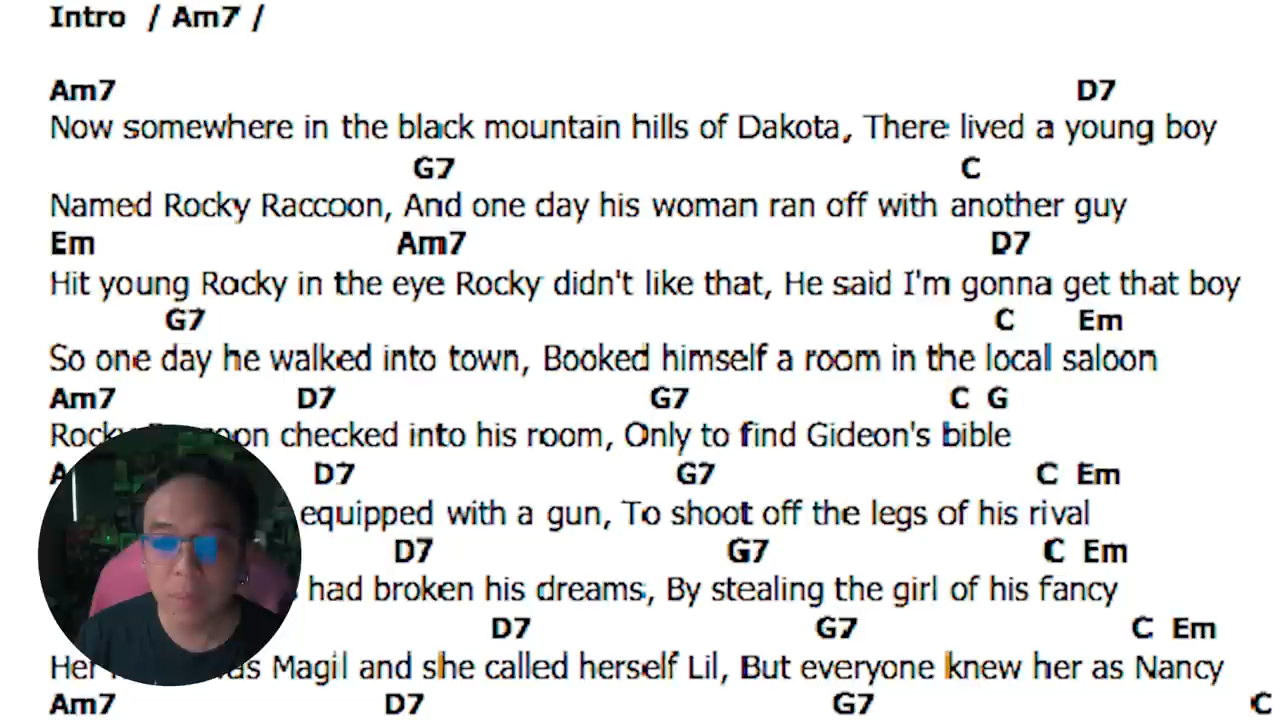 Intro / Am7 /
Am7 D7
Now somewhere in the black mountain hills of Dakota, There lived a young boy
G7 C
Named Rocky Raccoon, And one day his woman ran off with another guy
Em Am7 D7
Hit young Rocky in the eye Rocky didn't like that, He said I'm gonna get that boy
G7 C Em
So one day he walked into town, Booked himself a room in the local saloon
Am7 D7 G7 C G
checked into his room, Only to find Gideon's bible
D7 G7 C Em
equipped with a gun, To shoot off the legs of his rival
D7 G7 C Em
had broken his dreams, By stealing the girl of his fancy
D7 G7 C Em
Her Magil and she called herself Lil, But everyone knew her as Nancy
Am7 D7 G7 C